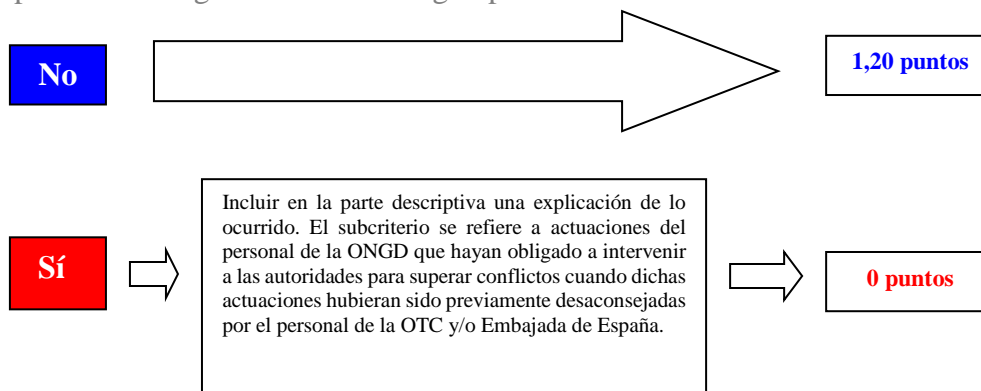 No
1,20 puntos
Incluir en la parte descriptiva una explicación de lo
ocurrido. El subcriterio se refiere a actuaciones del
personal de la ONGD que hayan obligado a intervenir
a las autoridades para superar conflictos cuando dichas
actuaciones hubieran sido previamente desaconsejadas
por el personal de la OTC y/o Embajada de España.
Sí
0 puntos